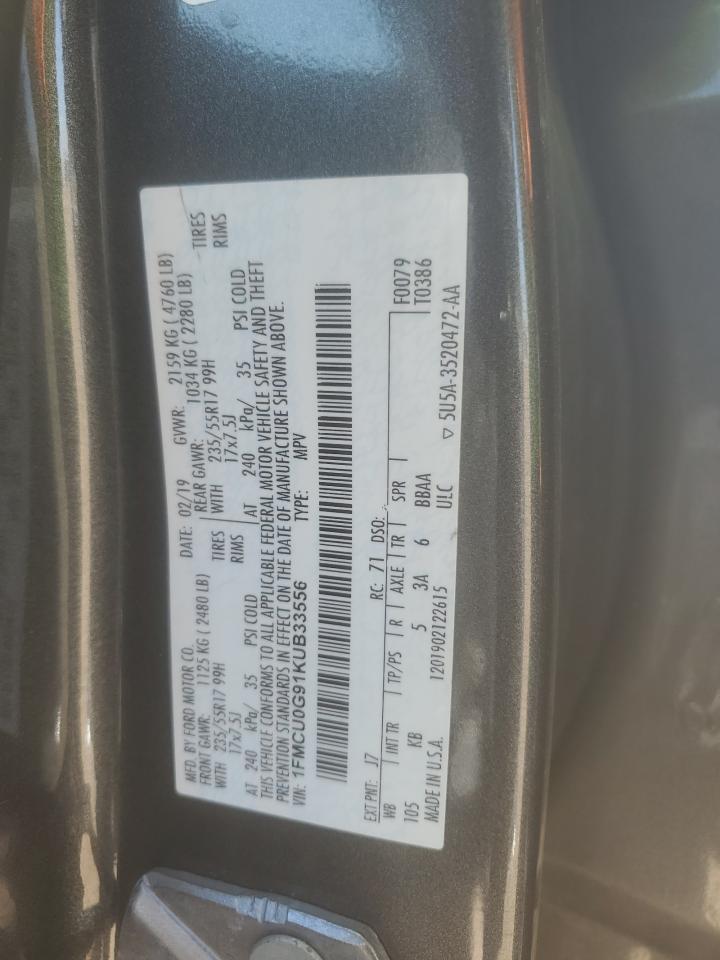 MFD. BY FORD MOTOR CO. DATE: 02/19 GVWR: 2159 KG ( 4760 LB)
FRONT GAWR: 1125 KG ( 2480 LB) REAR GAWR: 1034 KG ( 2280 LB)
WITH 235/55R17 99H TIRES WITH 235/55R17 99H TIRES
17x7.5J RIMS 17x7.5J RIMS
AT 240 kPa/ 35 PSI COLD AT 240 kPa/ 35 PSI COLD
THIS VEHICLE CONFORMS TO ALL APPLICABLE FEDERAL MOTOR VEHICLE SAFETY AND THEFT
PREVENTION STANDARDS IN EFFECT ON THE DATE OF MANUFACTURE SHOWN ABOVE.
VIN: 1FMCU0G91KUB33556 TYPE: MPV
EXT PNT: J7 RC: 71 DSO: F0079
WB INT TR TP/PS R AXLE TR SPR T0386
105 KB 5 3A 6 BBAA
MADE IN U.S.A. 1201902122615 ULC ▽ 5U5A-3520472-AA